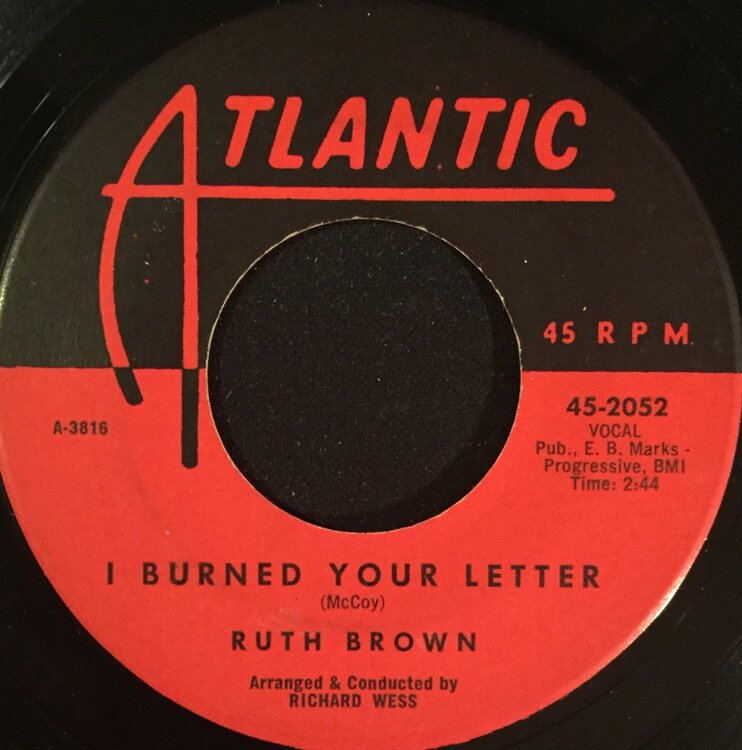 ATLANTIC
45 RPM.
A-3816
45-2052
VOCAL
Pub., E. B. Marks -
Progressive, BMI
Time: 2:44
I BURNED YOUR LETTER
(McCoy)
RUTH BROWN
Arranged & Conducted by
RICHARD WESS